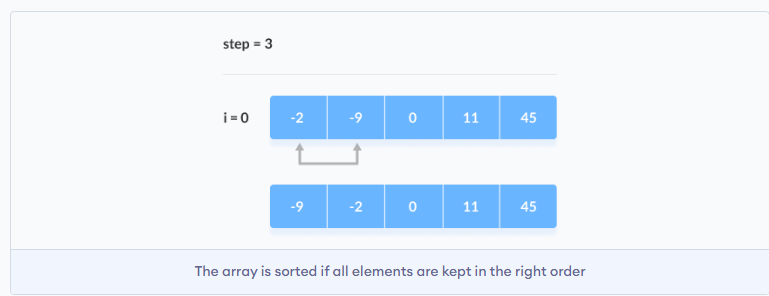 step = 3
i = 0 -2 -9 0 11 45
-9 -2 0 11 45
The array is sorted if all elements are kept in the right order